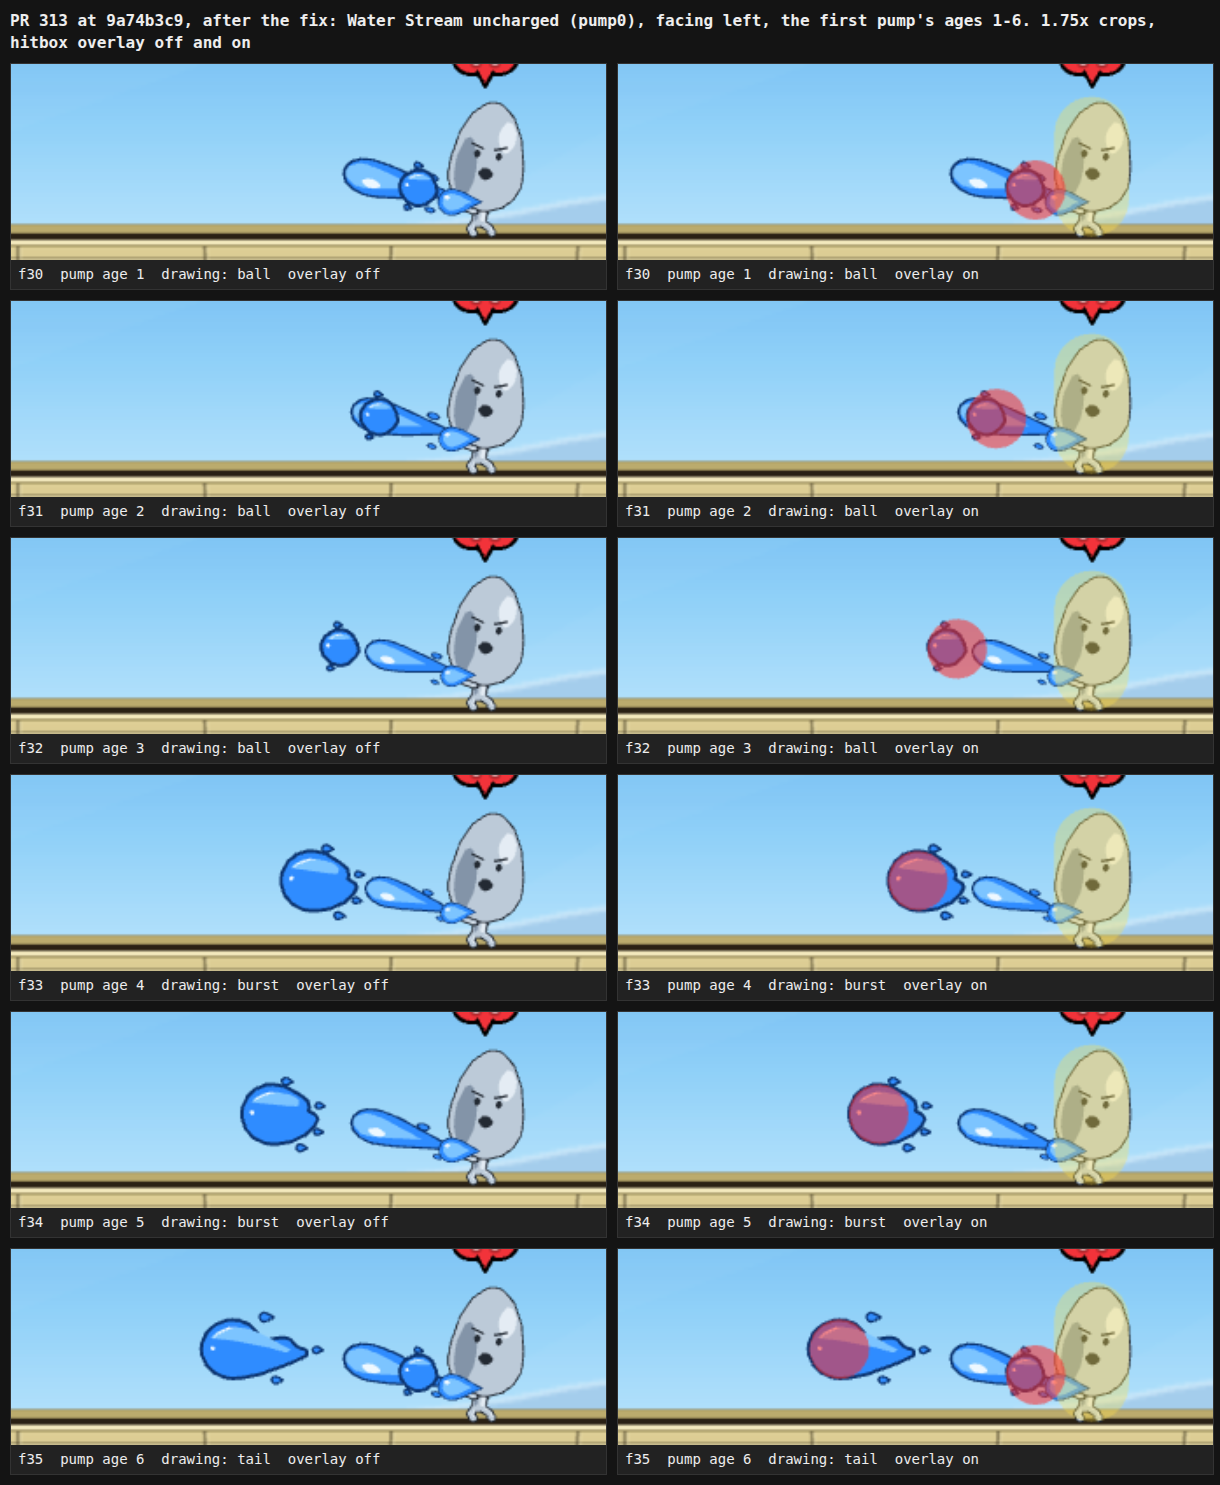 PR 313 at 9a74b3c9, after the fix: Water Stream uncharged (pump0), facing left, the first pump's ages 1-6. 1.75x crops,
hitbox overlay off and on
f30  pump age 1  drawing: ball  overlay off
f30  pump age 1  drawing: ball  overlay on
f31  pump age 2  drawing: ball  overlay off
f31  pump age 2  drawing: ball  overlay on
f32  pump age 3  drawing: ball  overlay off
f32  pump age 3  drawing: ball  overlay on
f33  pump age 4  drawing: burst  overlay off
f33  pump age 4  drawing: burst  overlay on
f34  pump age 5  drawing: burst  overlay off
f34  pump age 5  drawing: burst  overlay on
f35  pump age 6  drawing: tail  overlay off
f35  pump age 6  drawing: tail  overlay on